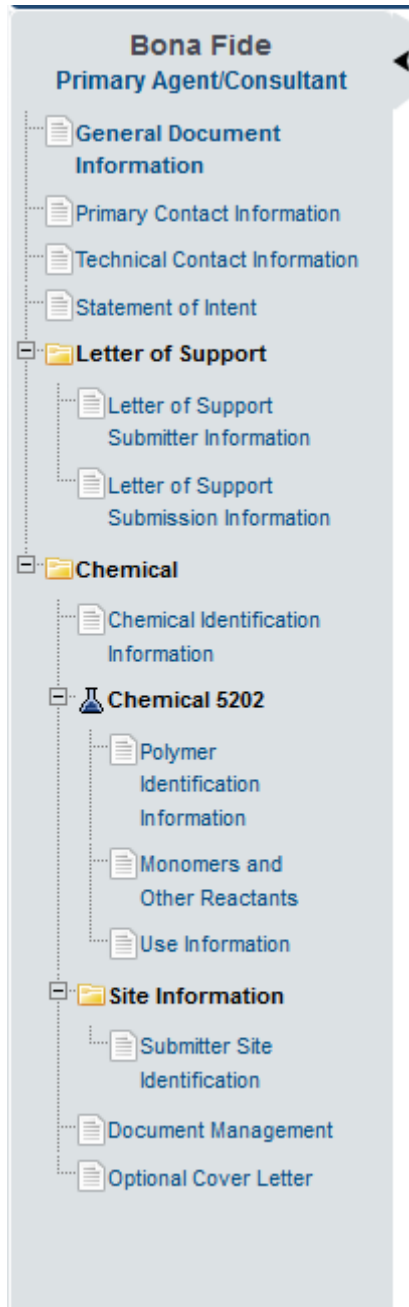 Bona Fide
Primary Agent/Consultant
General Document
Information
Primary Contact Information
Technical Contact Information
Statement of Intent
Letter of Support
Letter of Support
Submitter Information
Letter of Support
Submission Information
Chemical
Chemical Identification
Information
Chemical 5202
Polymer
Identification
Information
Monomers and
Other Reactants
Use Information
Site Information
Submitter Site
Identification
Document Management
Optional Cover Letter